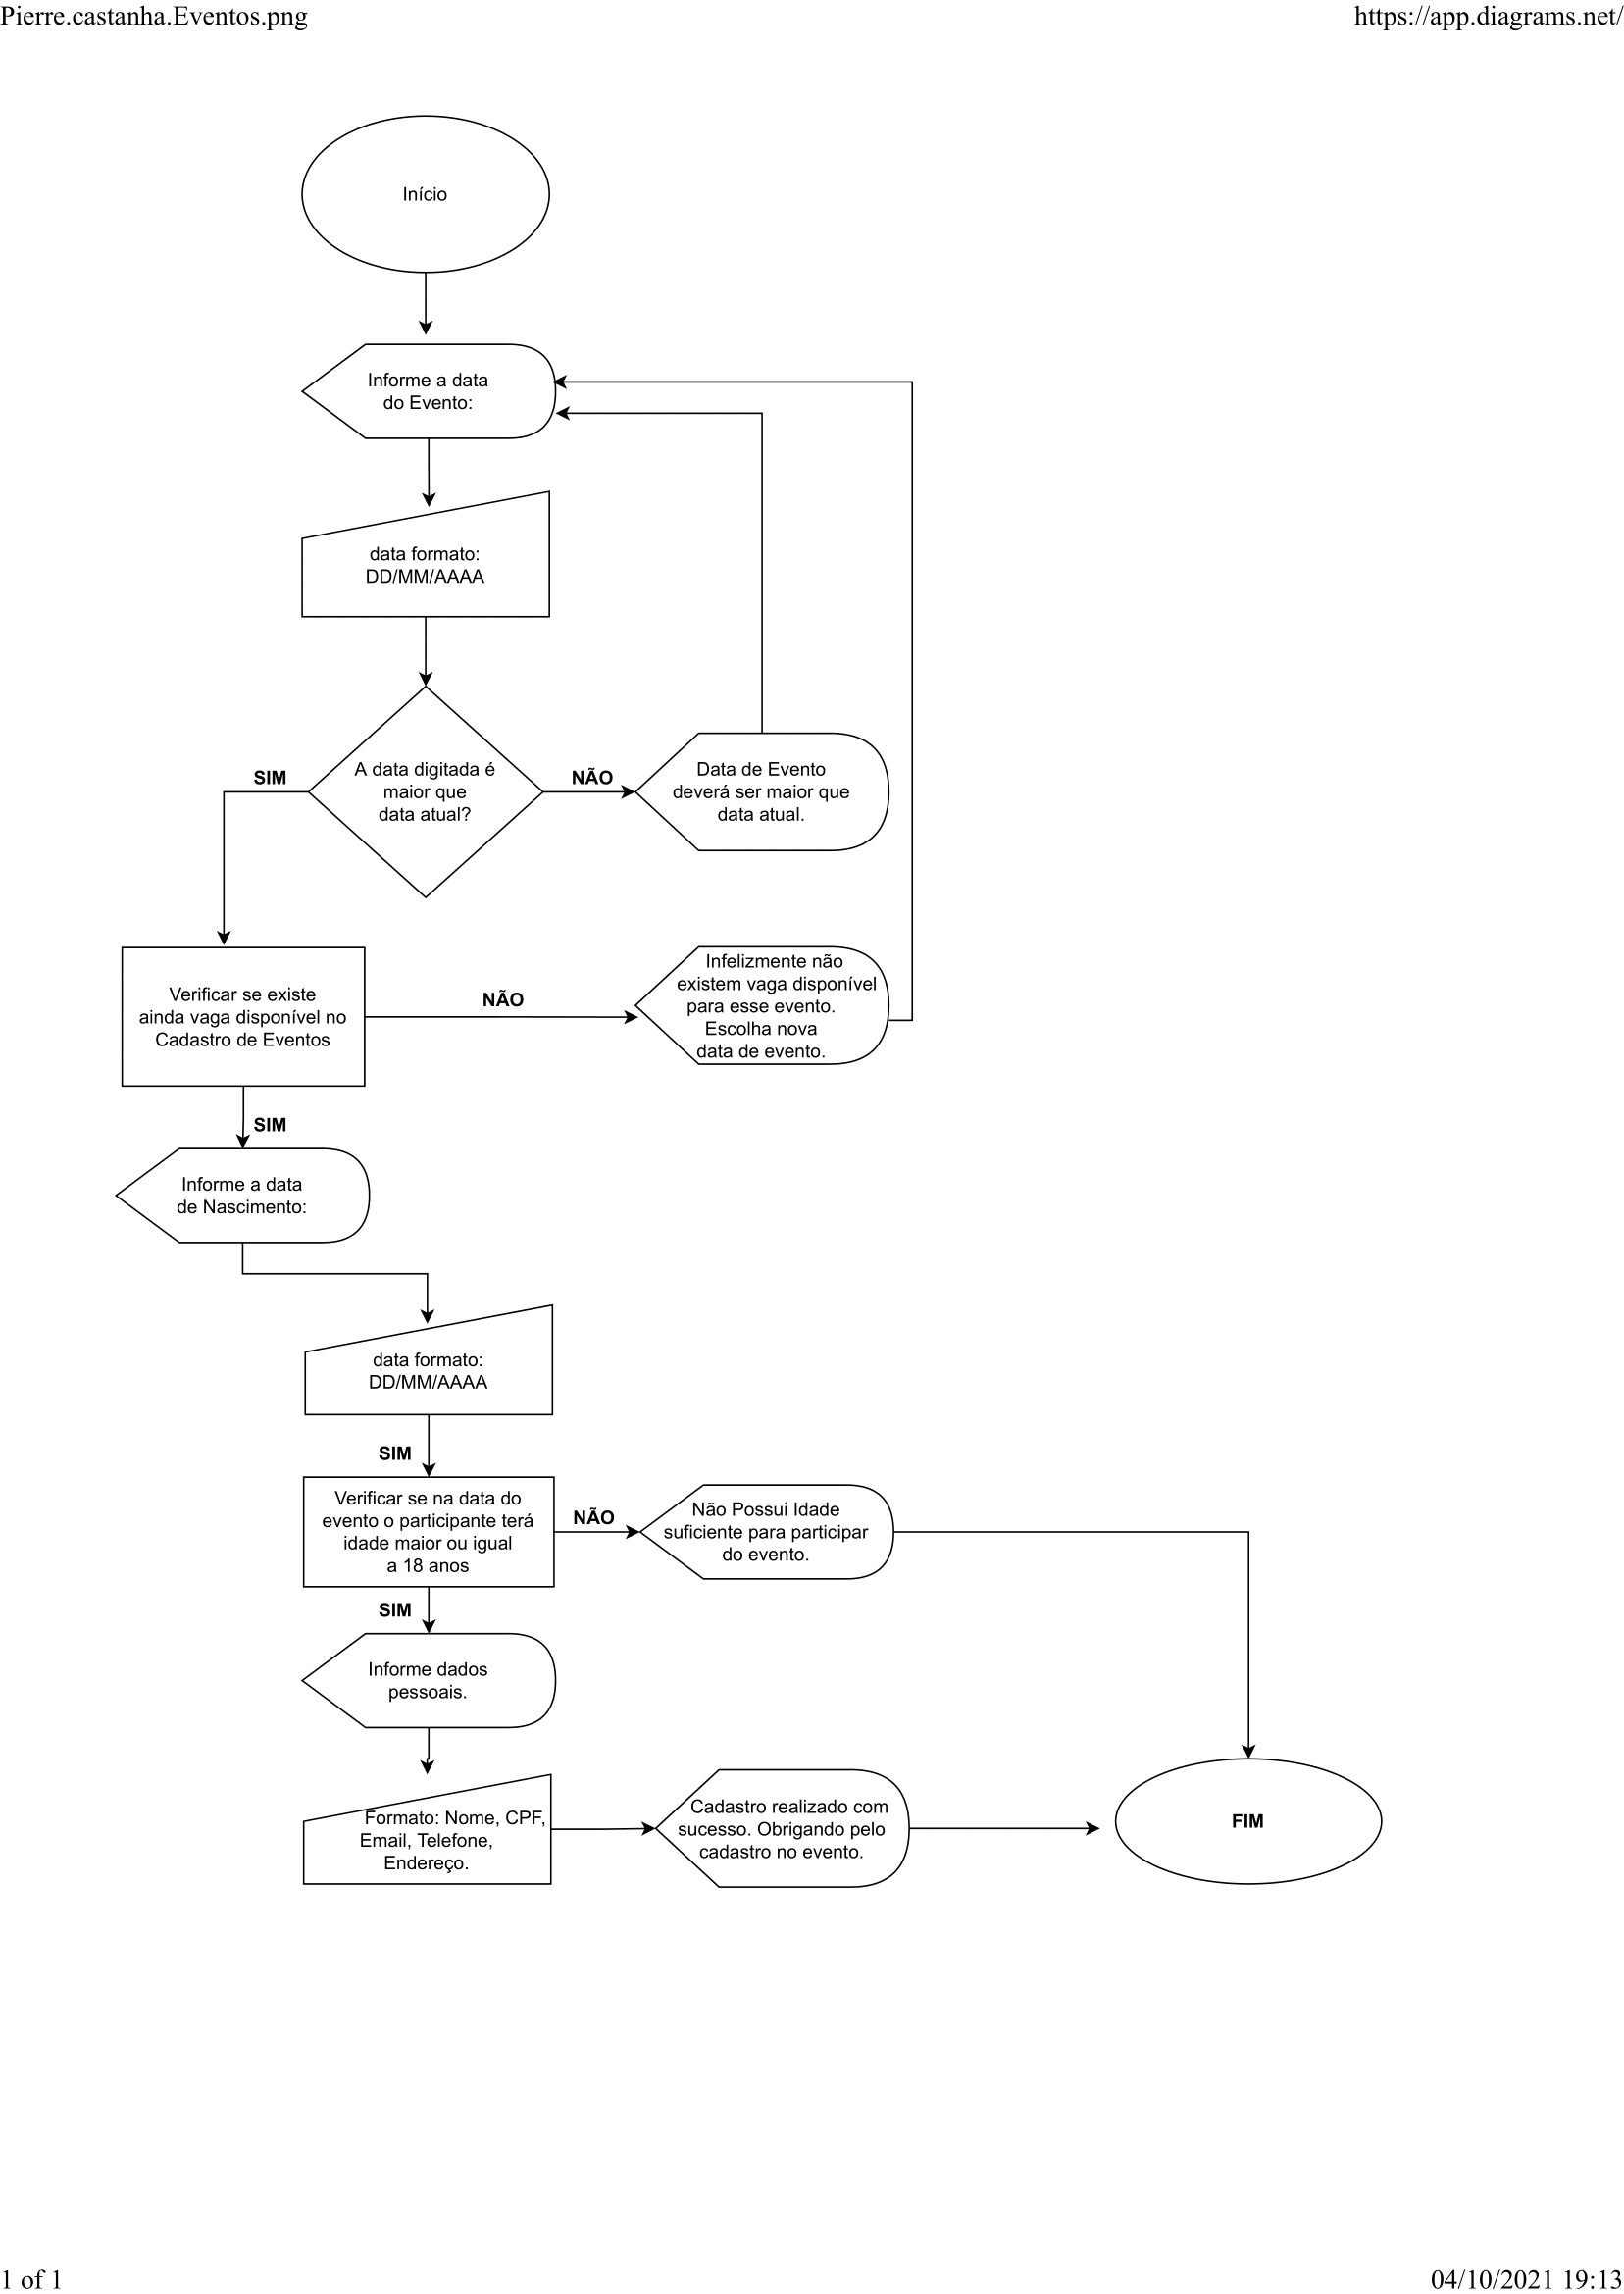 Pierre.castanha.Eventos.png
https://app.diagrams.net/
Início
Informe a data
do Evento:
data formato:
DD/MM/AAAA
A data digitada é
maior que
data atual?
SIM
NÃO
Data de Evento
deverá ser maior que
data atual.
Verificar se existe
ainda vaga disponível no
Cadastro de Eventos
NÃO
Infelizmente não
existem vaga disponível
para esse evento.
Escolha nova
data de evento.
SIM
Informe a data
de Nascimento:
data formato:
DD/MM/AAAA
SIM
Verificar se na data do
evento o participante terá
idade maior ou igual
a 18 anos
NÃO
Não Possui Idade
suficiente para participar
do evento.
SIM
Informe dados
pessoais.
Formato: Nome, CPF,
Email, Telefone,
Endereço.
Cadastro realizado com
sucesso. Obrigando pelo
cadastro no evento.
FIM
1 of 1
04/10/2021 19:13